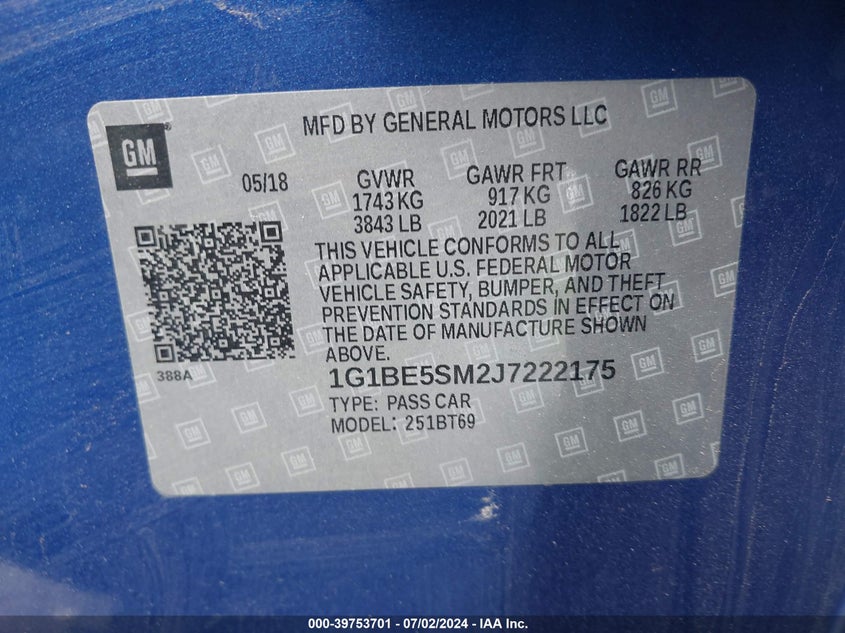 MFD BY GENERAL MOTORS LLC
GM
05/18
GVWR
1743 KG
3843 LB
GAWR FRT
917 KG
2021 LB
GAWR RR
826 KG
1822 LB
THIS VEHICLE CONFORMS TO ALL
APPLICABLE U.S. FEDERAL MOTOR
VEHICLE SAFETY, BUMPER, AND THEFT
PREVENTION STANDARDS IN EFFECT ON
THE DATE OF MANUFACTURE SHOWN
ABOVE.
388A
1G1BE5SM2J7222175
TYPE: PASS CAR
MODEL: 251BT69
000-39753701 - 07/02/2024 - IAA Inc.